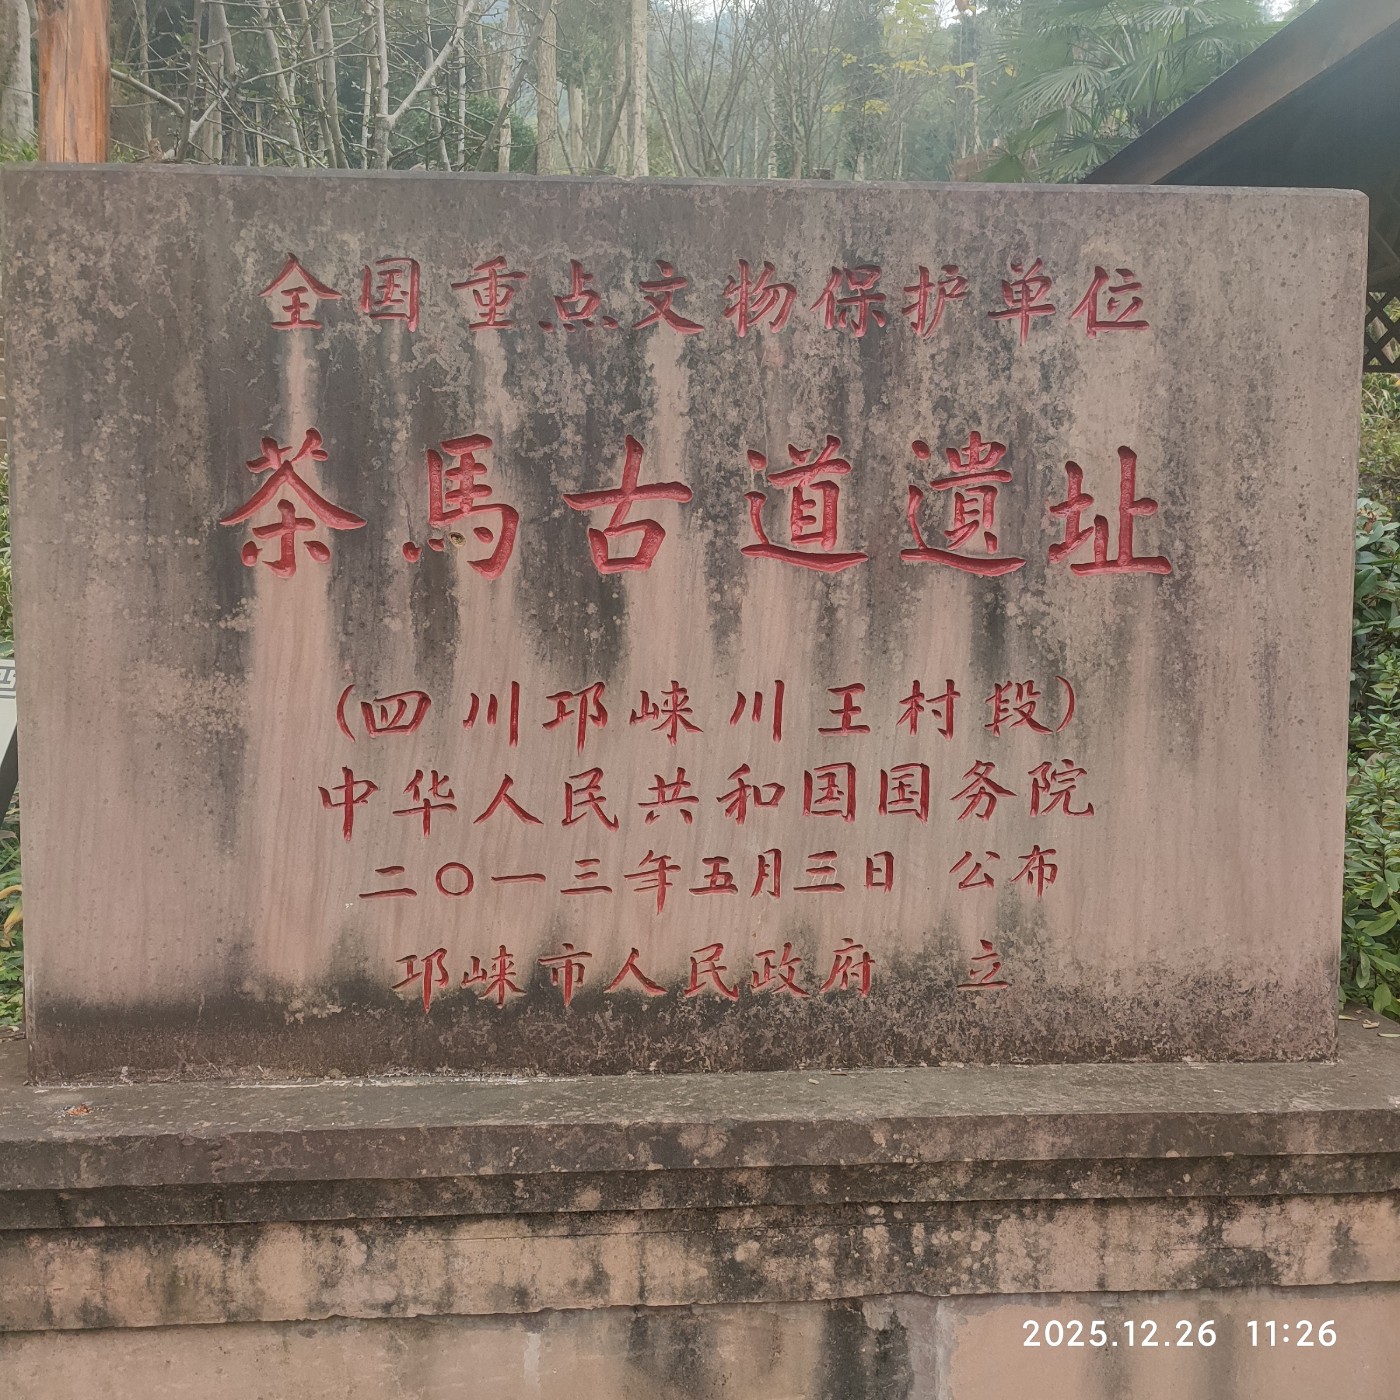 全国重点文物保护单位
茶馬古道遺址
(四川邛崃川王村段)
中华人民共和国国务院
二〇一三年五月三日 公布
邛崃市人民政府 立
2025.12.26 11:26